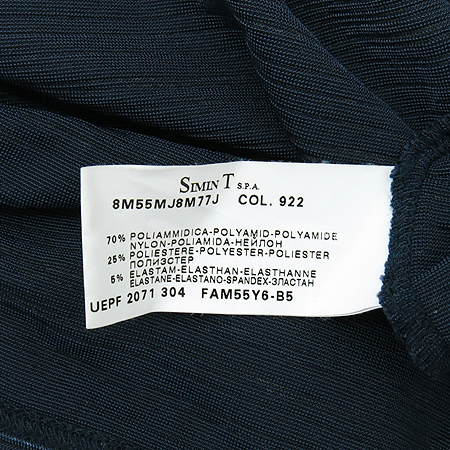 SIMIN T S.P.A.
8M55MJ8M77J COL. 922
70% POLIAMMIDICA-POLYAMID-POLYAMIDE
NYLON-POLIAMIDA-НЕЙЛОН
25% POLIESTERE-POLYESTER-POLIESTER
ПОЛИЭСТЕР
5% ELASTAM-ELASTHAN-ELASTHANNE
ELASTANE-ELASTANO-SPANDEX-ЭЛАСТАН
UEPF 2071 304 FAM55Y6-B5